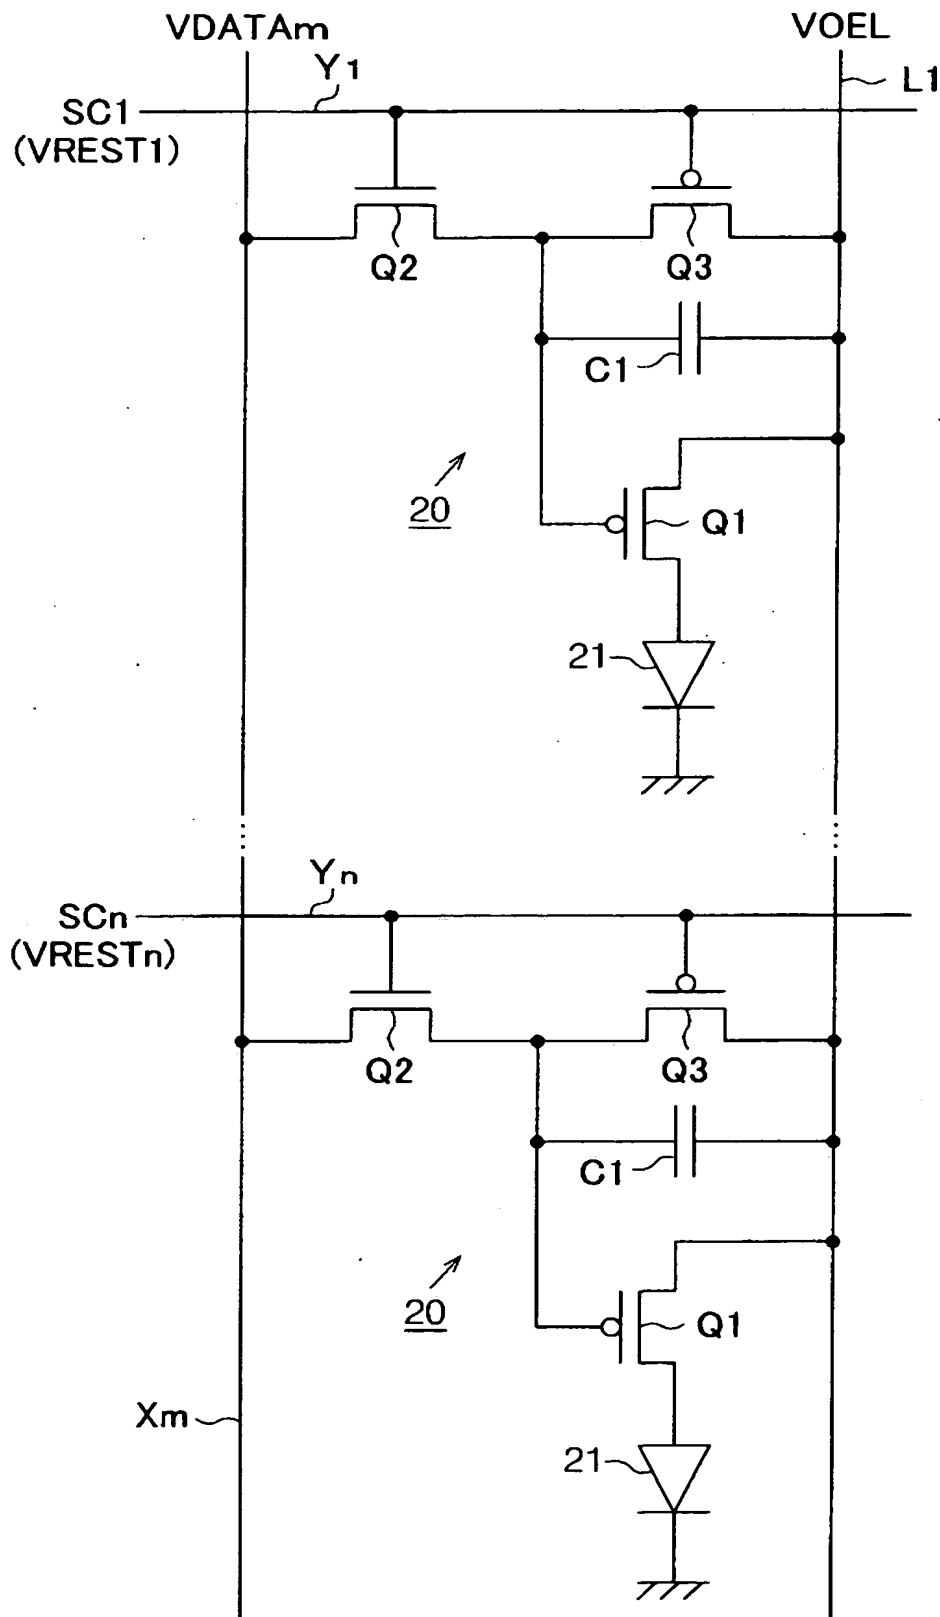 VDATAm
VOEL
Y1
L1
SC1
(VREST1)
Q2
Q3
C1
20
Q1
21
Yn
SCn
(VRESTn)
Q2
Q3
C1
20
Q1
Xm
21